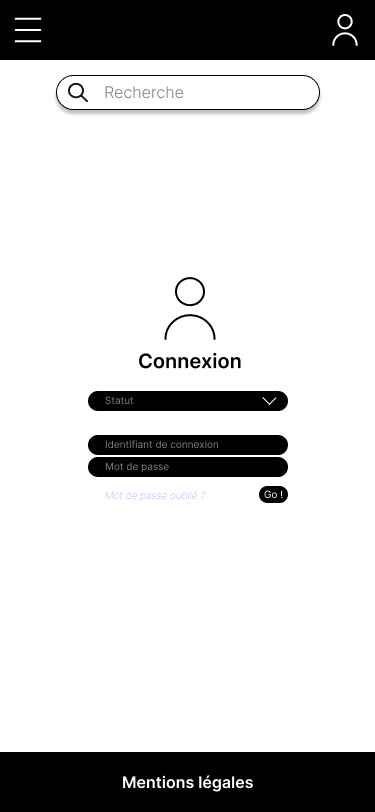 Recherche
Connexion
Statut
Identifiant de connexion
Mot de passe
Mot de passe oublié ?
Go !
Mentions légales